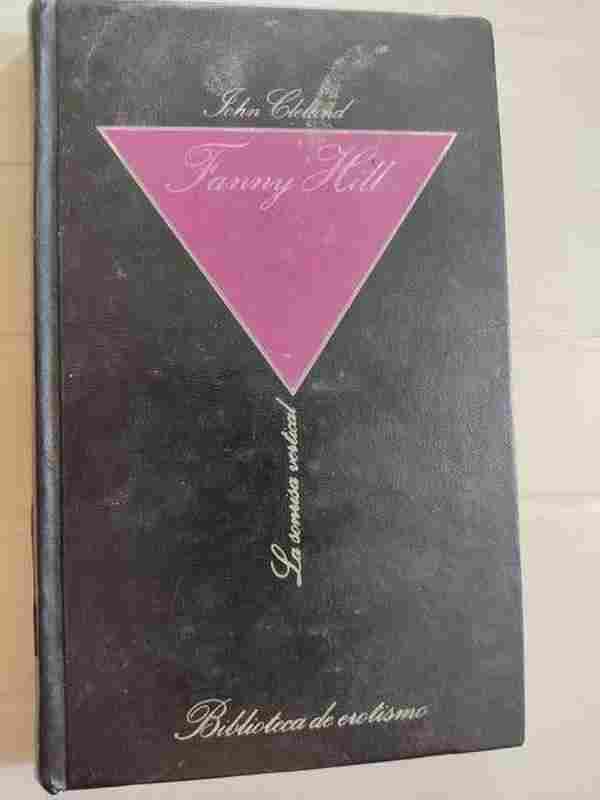 John Cleland
Fanny Hill
La sonrisa vertical
Biblioteca de erotismo